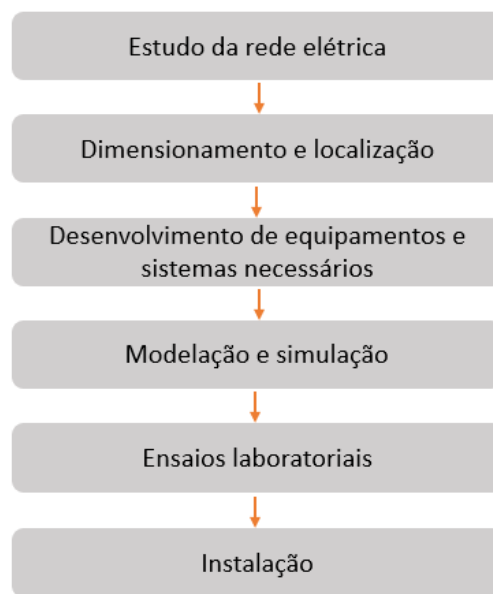 Estudo da rede elétrica
Dimensionamento e localização
Desenvolvimento de equipamentos e
sistemas necessários
Modelação e simulação
Ensaios laboratoriais
Instalação